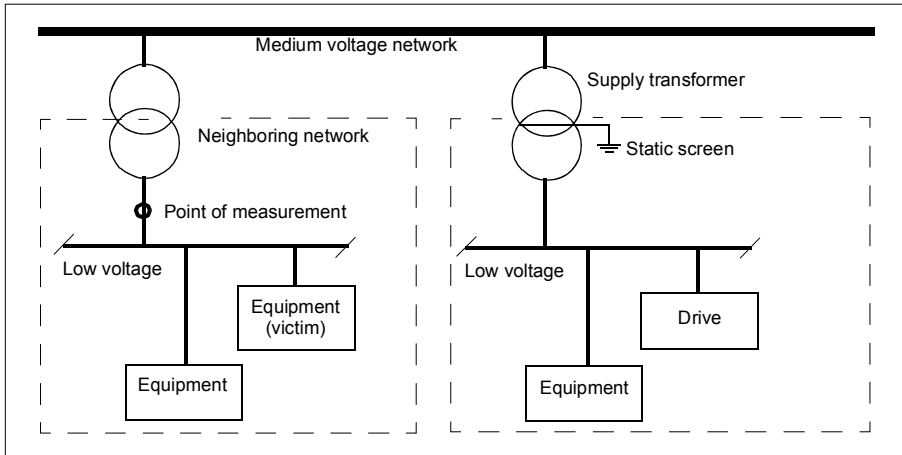 Medium voltage network
Supply transformer
Neighboring network
Static screen
Point of measurement
Low voltage
Low voltage
Equipment
(victim)
Drive
Equipment
Equipment